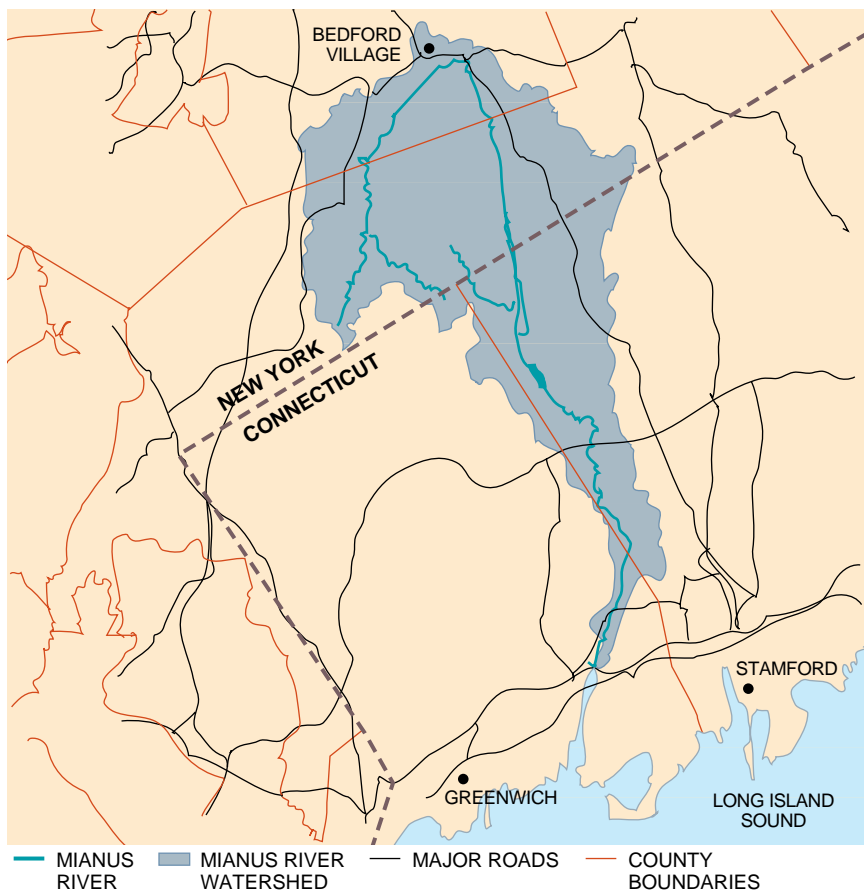 BEDFORD
VILLAGE
NEW YORK
CONNECTICUT
STAMFORD
GREENWICH
LONG ISLAND
SOUND
MIANUS
RIVER
MIANUS RIVER
WATERSHED
MAJOR ROADS
COUNTY
BOUNDARIES